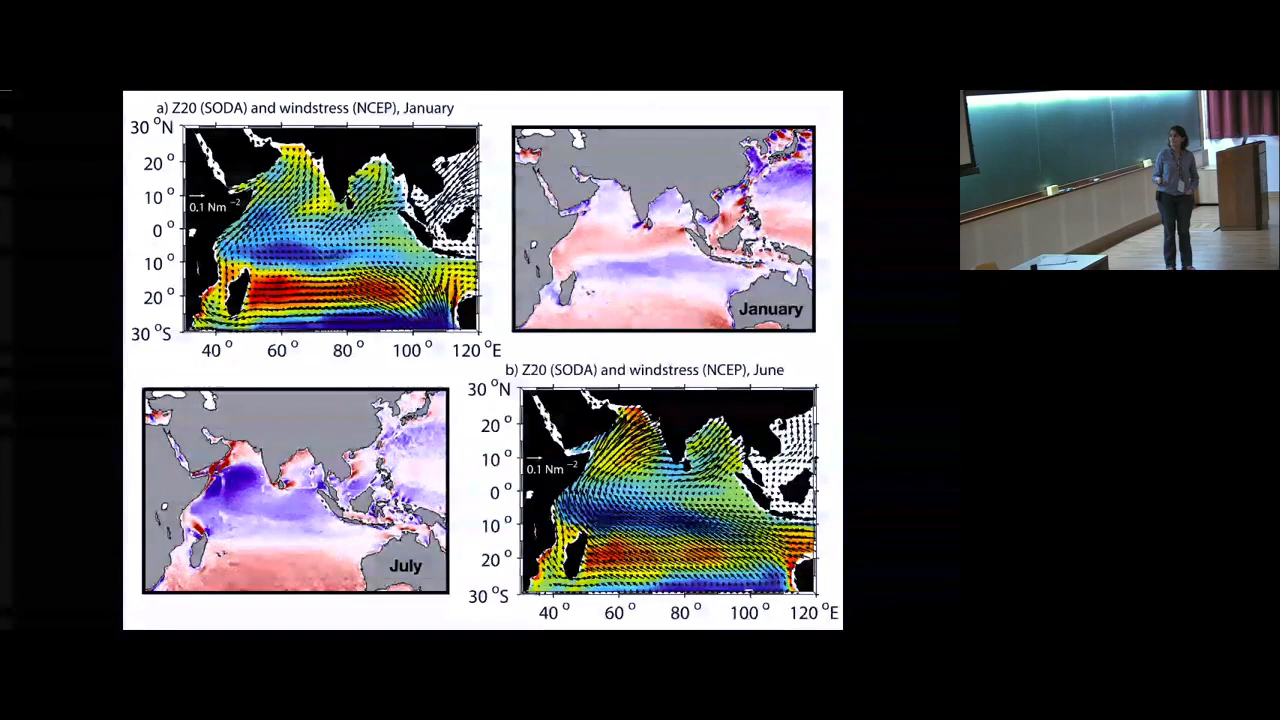 a) Z20 (SODA) and windstress (NCEP), January
30 °N
20 °
10 °
0 °
10 °
20 °
30 °S
0.1 Nm⁻²
40 ° 60 ° 80 ° 100 ° 120 °E
January
July
b) Z20 (SODA) and windstress (NCEP), June
30 °N
20 °
10 °
0 °
10 °
20 °
30 °S
0.1 Nm⁻²
40 ° 60 ° 80 ° 100 ° 120 °E